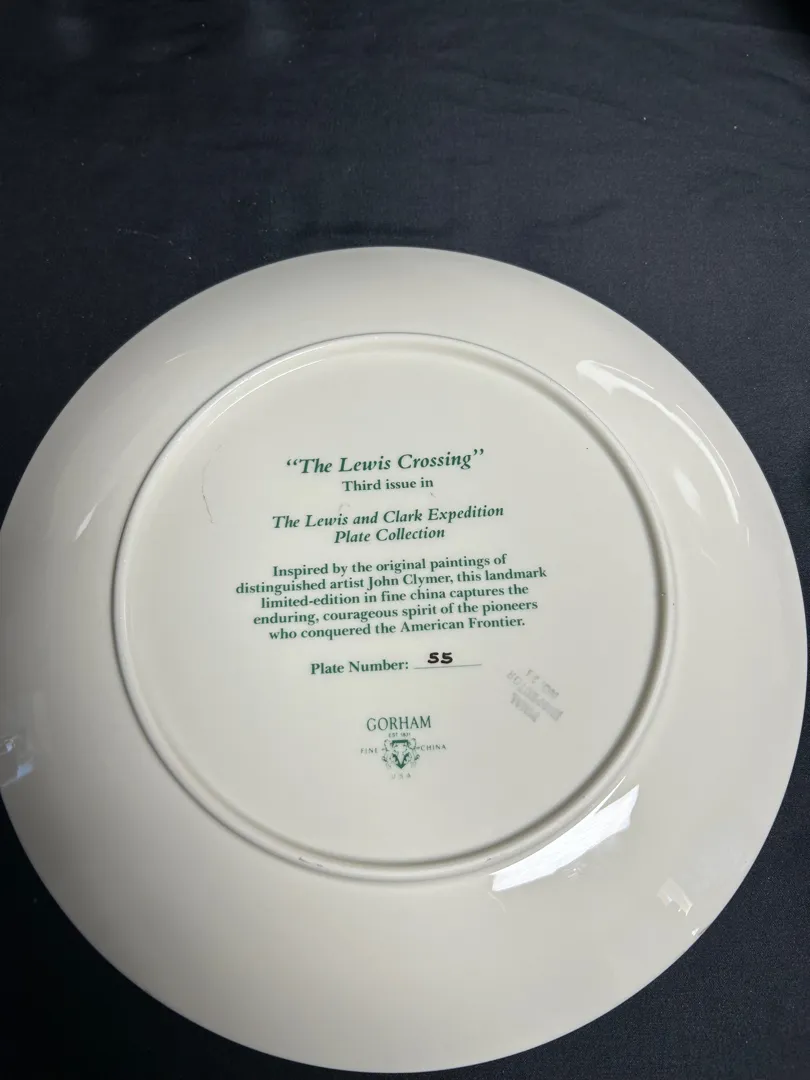 “The Lewis Crossing”
Third issue in
The Lewis and Clark Expedition
Plate Collection
Inspired by the original paintings of
distinguished artist John Clymer, this landmark
limited-edition in fine china captures the
enduring, courageous spirit of the pioneers
who conquered the American Frontier.
Plate Number: 55
GORHAM
EST 1831
FINE CHINA
USA